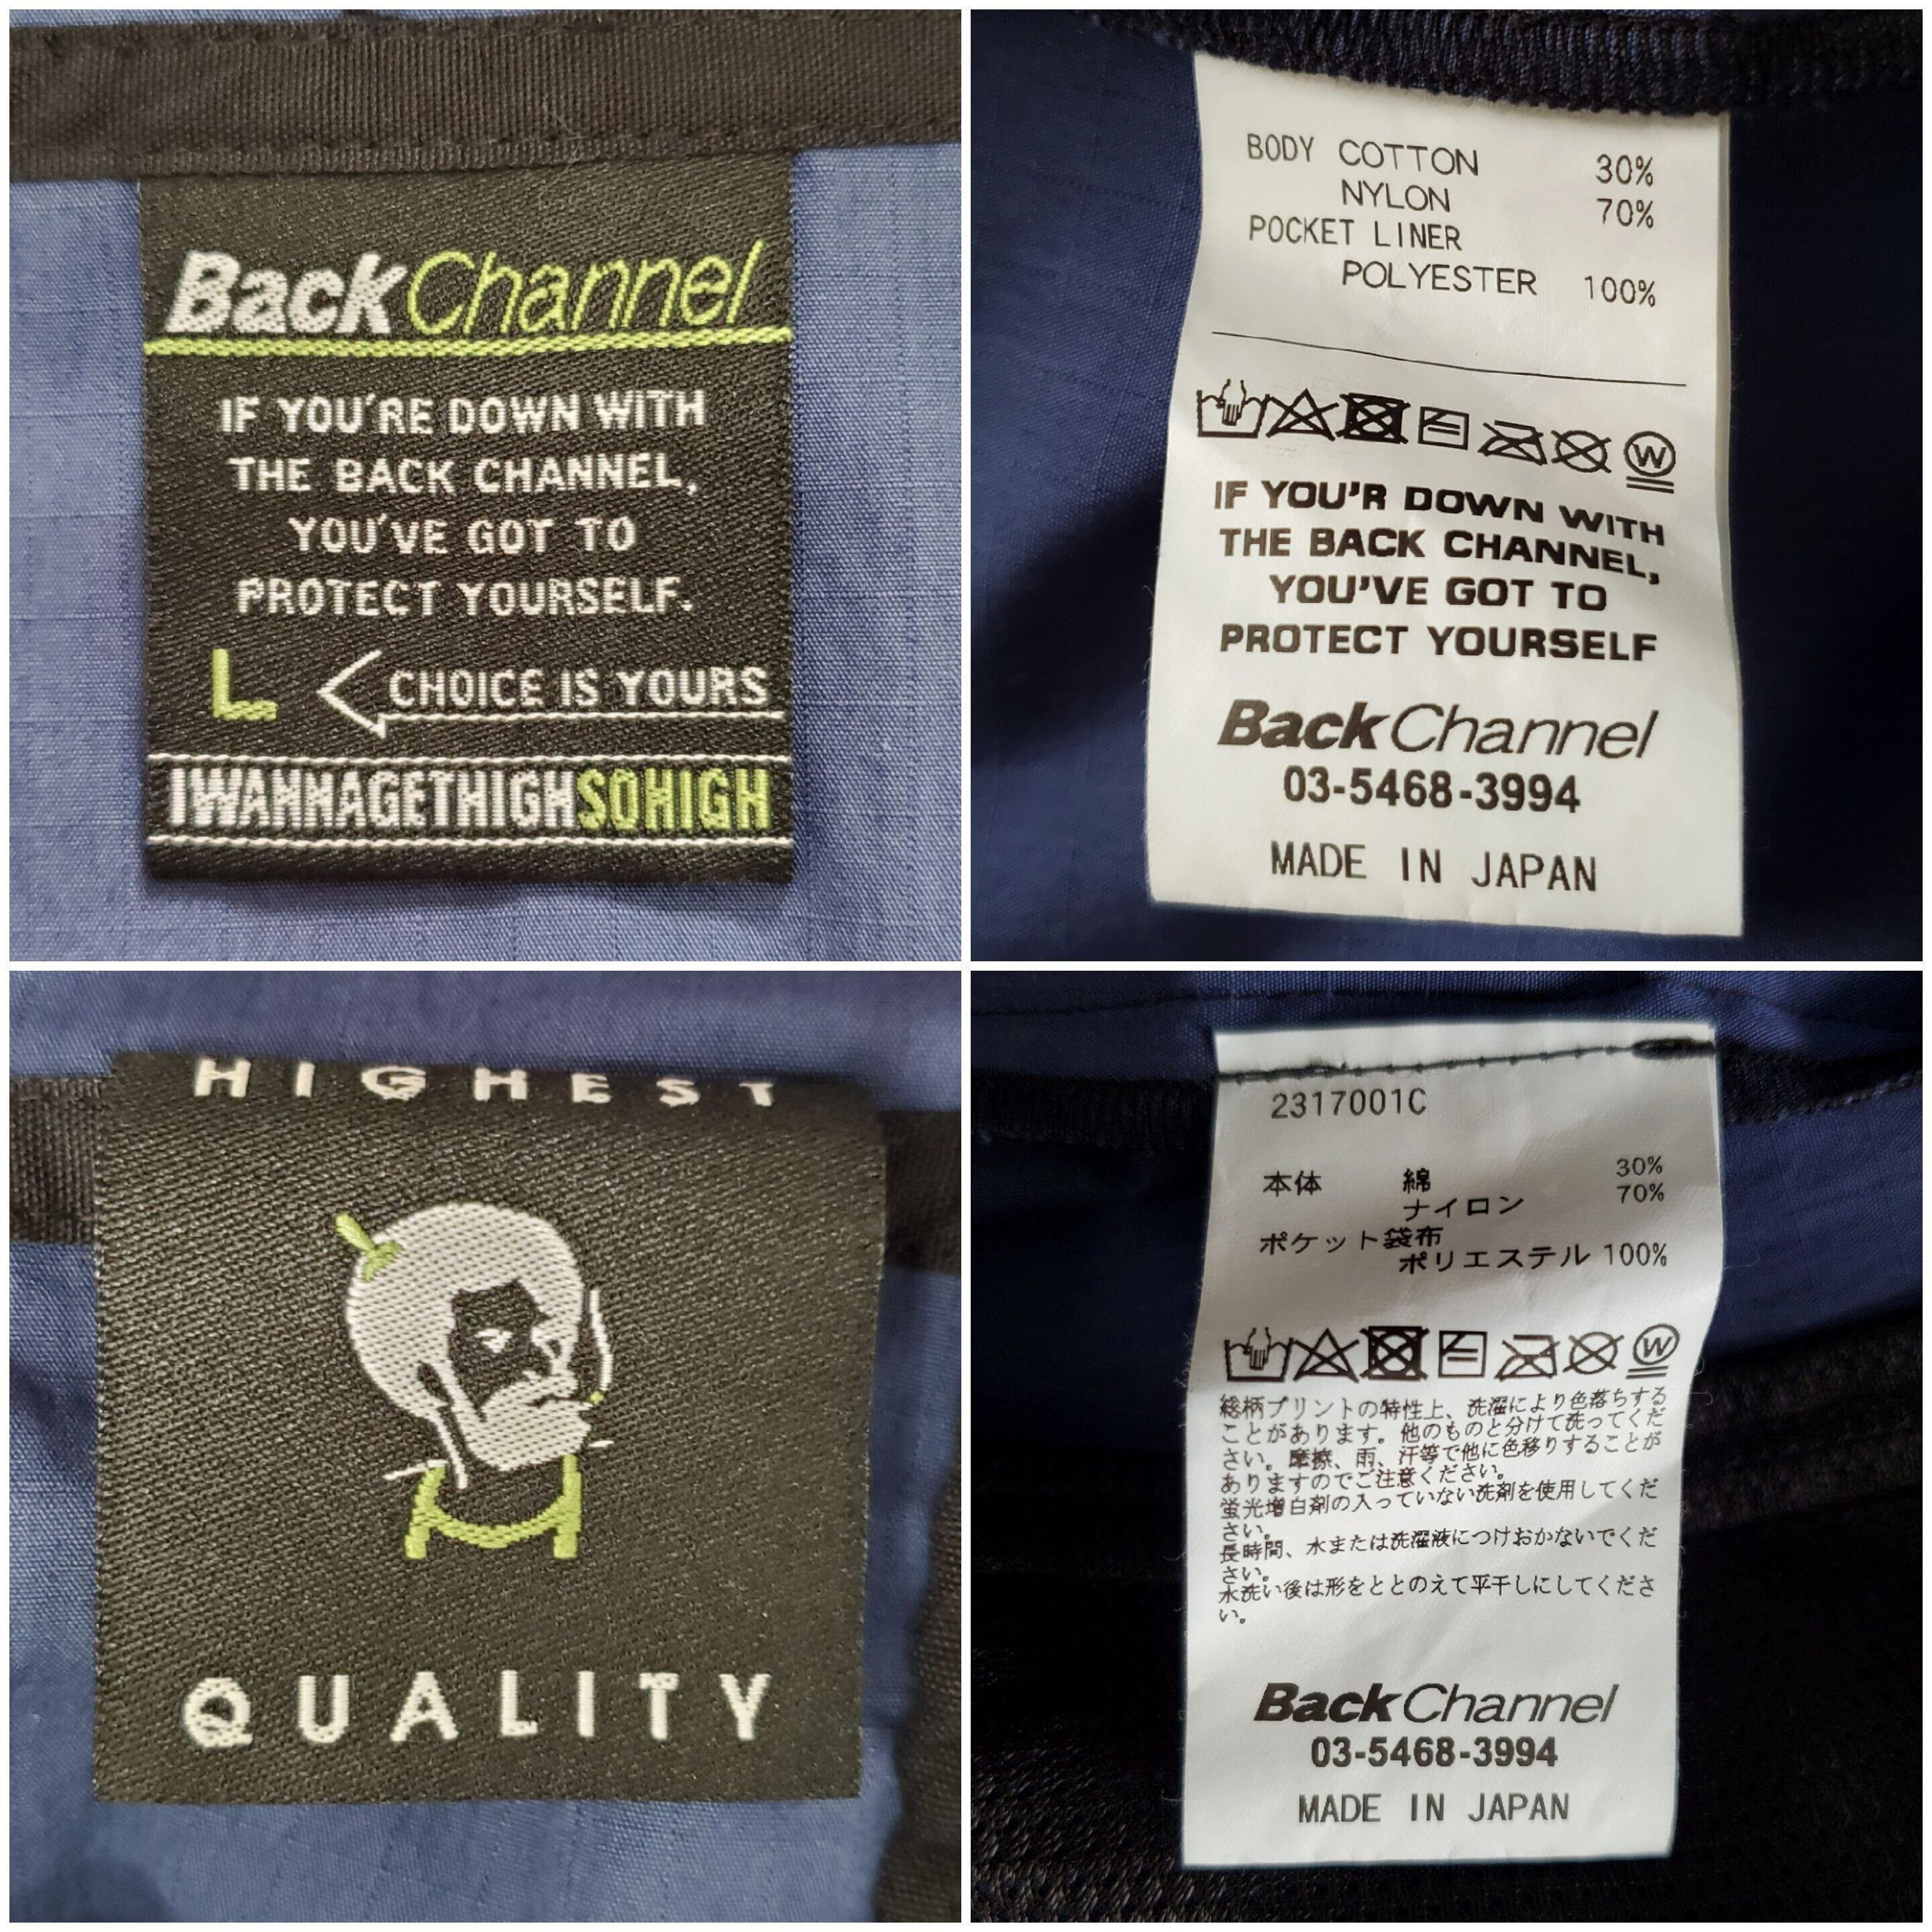 BackChannel
IF YOU'RE DOWN WITH
THE BACK CHANNEL,
YOU'VE GOT TO
PROTECT YOURSELF.
L CHOICE IS YOURS
IWANNAGETHIGHSOHIGH
BODY COTTON 30%
NYLON 70%
POCKET LINER
POLYESTER 100%
W
IF YOU'R DOWN WITH
THE BACK CHANNEL,
YOU'VE GOT TO
PROTECT YOURSELF
BackChannel
03-5468-3994
MADE IN JAPAN
HIGHEST
QUALITY
2317001C
本体 綿 30%
ナイロン 70%
ポケット袋布
ポリエステル 100%
W
総柄プリントの特性上、洗濯により色落ちする
ことがあります。他のものと分けて洗ってくだ
さい。摩擦、雨、汗等で他に色移りすることが
ありますのでご注意ください。
蛍光増白剤の入っていない洗剤を使用してくだ
さい。
長時間、水または洗濯液につけおかないでくだ
さい。
水洗い後は形をととのえて平干しにしてくださ
い。
BackChannel
03-5468-3994
MADE IN JAPAN